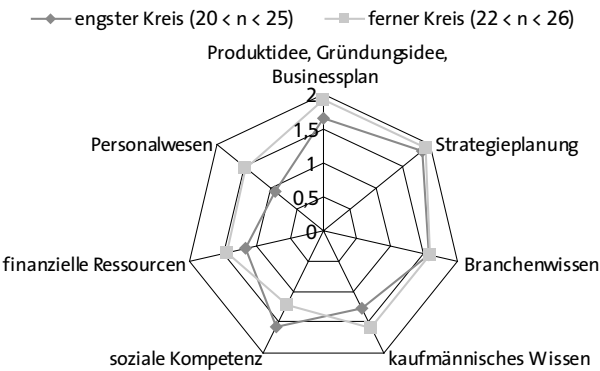 engster Kreis (20 < n < 25) ferner Kreis (22 < n < 26)
Produktidee, Gründungsidee,
Businessplan
2
Personalwesen
1,5
Strategieplanung
1
0,5
0
finanzielle Ressourcen
Branchenwissen
soziale Kompetenz
kaufmännisches Wissen